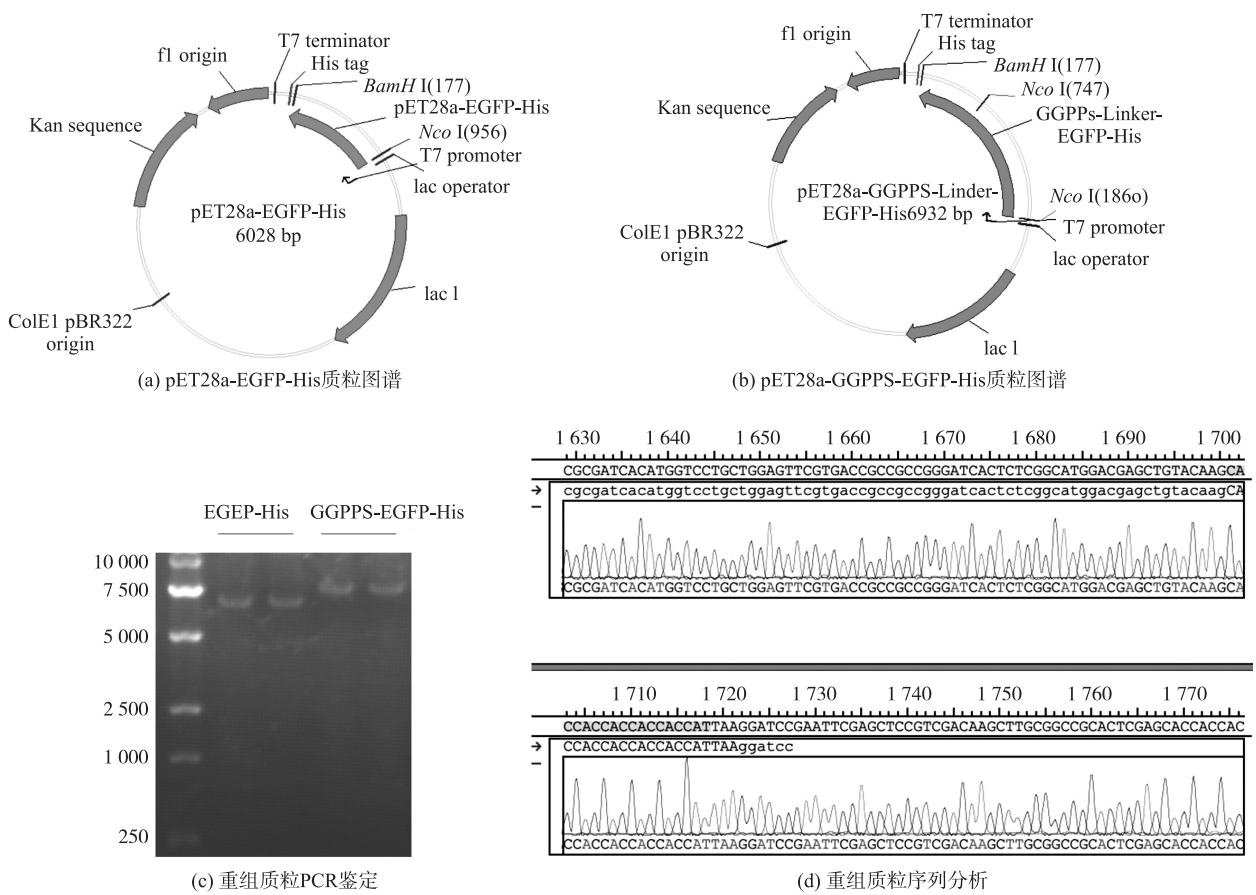 T7 terminator
f1 origin
His tag
BamH I(177)
pET28a-EGFP-His
Kan sequence
Nco I(956)
T7 promoter
lac operator
pET28a-EGFP-His
6028 bp
ColE1 pBR322
origin
lac l
(a) pET28a-EGFP-His质粒图谱
T7 terminator
f1 origin
His tag
BamH I(177)
Nco I(747)
Kan sequence
GGPPs-Linker-
EGFP-His
pET28a-GGPPS-Linder-
EGFP-His6932 bp
Nco I(186o)
T7 promoter
ColE1 pBR322
origin
lac operator
lac l
(b) pET28a-GGPPS-EGFP-His质粒图谱
EGEP-His
GGPPS-EGFP-His
10 000
7 500
5 000
2 500
1 000
250
(c) 重组质粒PCR鉴定
1 630 1 640 1 650 1 660 1 670 1 680 1 690 1 700
CGCGATCACATGGTCCTGCTGGAGTTCGTGACCGCCGCCGGGATCACTCTCGGCATGGACGAGCTGTACAAGCA
cgcgatcacatggtcctgctggagttcgtgaccgccgccgggatcactctcggcatggacgagctgtacaagCA
CGCGATCACATGGTCCTGCTGGAGTTCGTGACCGCCGCCGGGATCACTCTCGGCATGGACGAGCTGTACAAGCA
1 710 1 720 1 730 1 740 1 750 1 760 1 770
CCACCACCACCACCATTAAGGATCCGAATTCGAGCTCCGTCGACAAGCTTGCGGCCGCACTCGAGCACCACCAC
CCACCACCACCACCATTAAggatcc
CCACCACCACCACCATTAAGGATCCGAATTCGAGCTCCGTCGACAAGCTTGCGGCCGCACTCGAGCACCACCAC
(d) 重组质粒序列分析